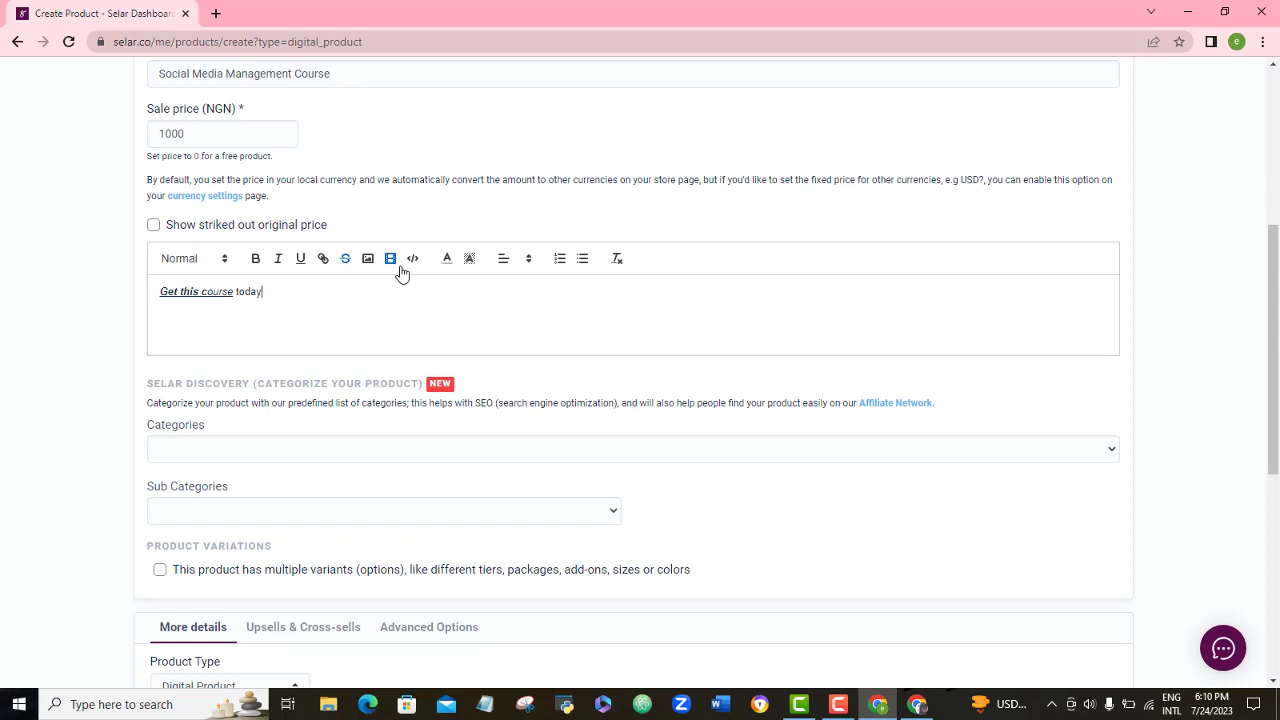 Create Product - Selar Dashboard
selar.co/me/products/create?type=digital_product
e
Social Media Management Course
Sale price (NGN) *
1000
Set price to 0 for a free product.
By default, you set the price in your local currency and we automatically convert the amount to other currencies on your store page, but if you'd like to set the fixed price for other currencies, e.g USD?, you can enable this option on
your currency settings page.
Show striked out original price
Normal
Get this course today
SELAR DISCOVERY (CATEGORIZE YOUR PRODUCT) NEW
Categorize your product with our predefined list of categories; this helps with SEO (search engine optimization), and will also help people find your product easily on our Affiliate Network.
Categories
Sub Categories
PRODUCT VARIATIONS
This product has multiple variants (options), like different tiers, packages, add-ons, sizes or colors
More details Upsells & Cross-sells Advanced Options
Product Type
Digital Product
Type here to search
USD...
ENG
INTL
6:10 PM
7/24/2023